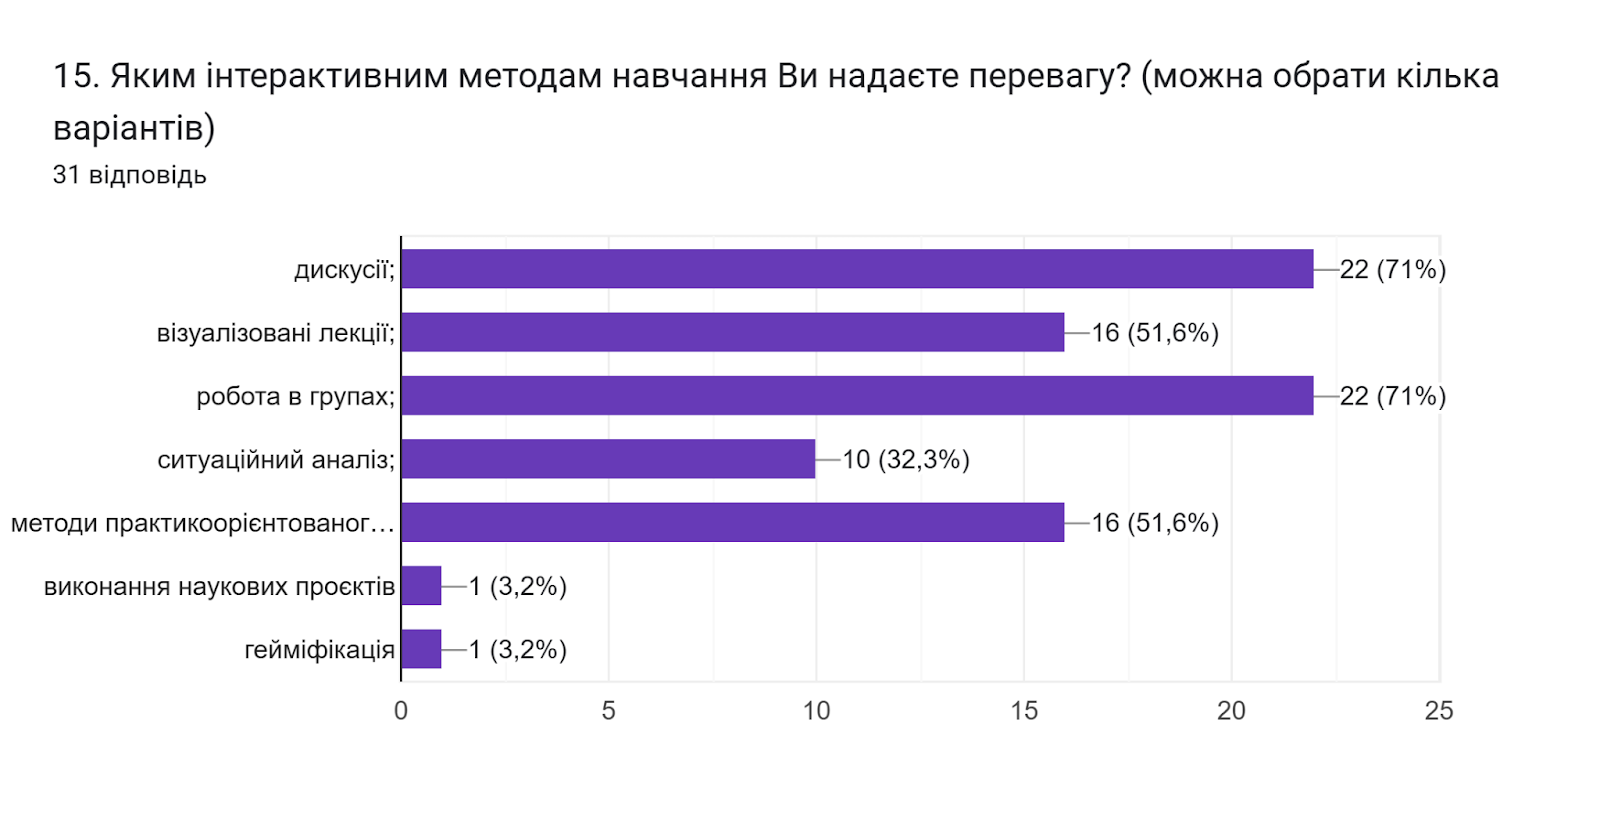 15. Яким інтерактивним методам навчання Ви надаєте перевагу? (можна обрати кілька
варіантів)
31 відповідь
дискусії; 22 (71%)
візуалізовані лекції; 16 (51,6%)
робота в групах; 22 (71%)
ситуаційний аналіз; 10 (32,3%)
методи практикоорієнтованог… 16 (51,6%)
виконання наукових проєктів 1 (3,2%)
гейміфікація 1 (3,2%)
0 5 10 15 20 25